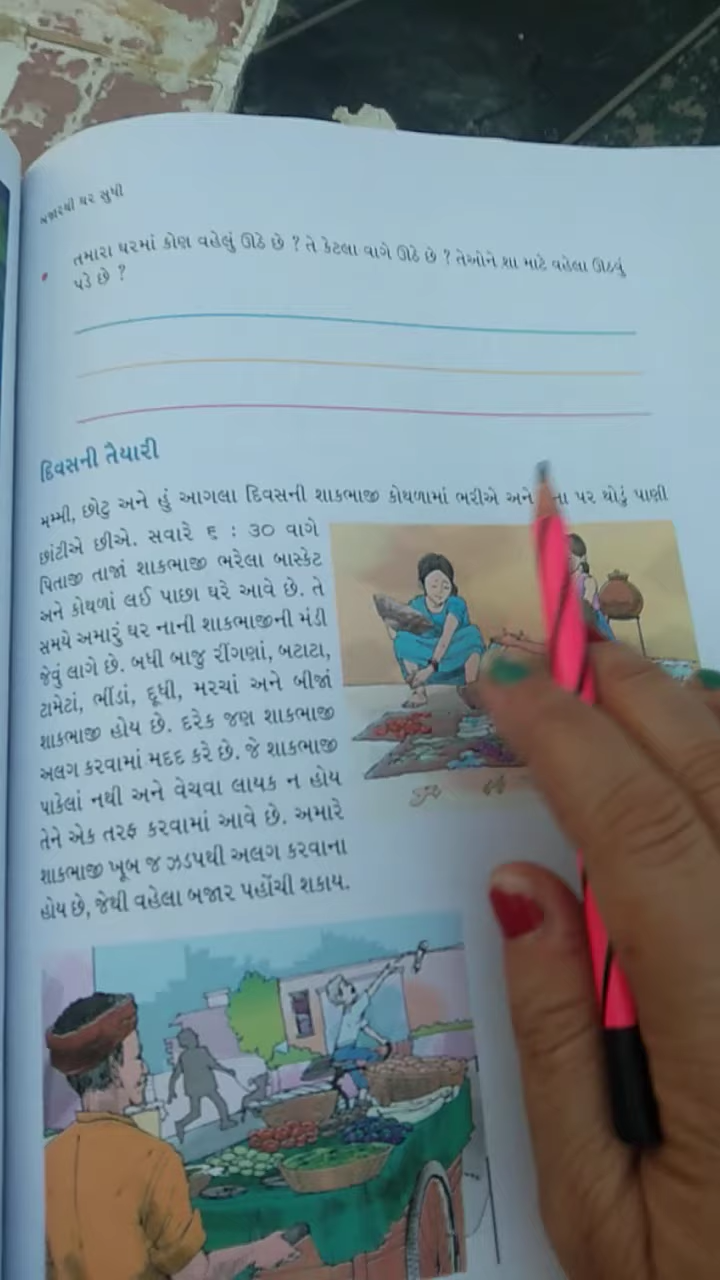 બજારથી ઘર સુધી
• તમારા ઘરમાં કોણ વહેલું ઊઠે છે ? તે કેટલા વાગે ઊઠે છે ? તેઓને શા માટે વહેલા ઊઠવું
પડે છે ?
દિવસની તૈયારી
મમ્મી, છોટુ અને હું આગલા દિવસની શાકભાજી કોથળામાં ભરીએ અને પર થોડું પાણી
છાંટીએ છીએ. સવારે ૬ : ૩૦ વાગે
પિતાજી તાજાં શાકભાજી ભરેલા બાસ્કેટ
અને કોથળાં લઈ પાછા ઘરે આવે છે. તે
સમયે અમારું ઘર નાની શાકભાજીની મંડી
જેવું લાગે છે. બધી બાજુ રીંગણાં, બટાટા,
ટામેટાં, ભીંડાં, દૂધી, મરચાં અને બીજાં
શાકભાજી હોય છે. દરેક જણ શાકભાજી
અલગ કરવામાં મદદ કરે છે. જે શાકભાજી
પાકેલાં નથી અને વેચવા લાયક ન હોય
તેને એક તરફ કરવામાં આવે છે. અમારે
શાકભાજી ખૂબ જ ઝડપથી અલગ કરવાના
હોય છે, જેથી વહેલા બજાર પહોંચી શકાય.